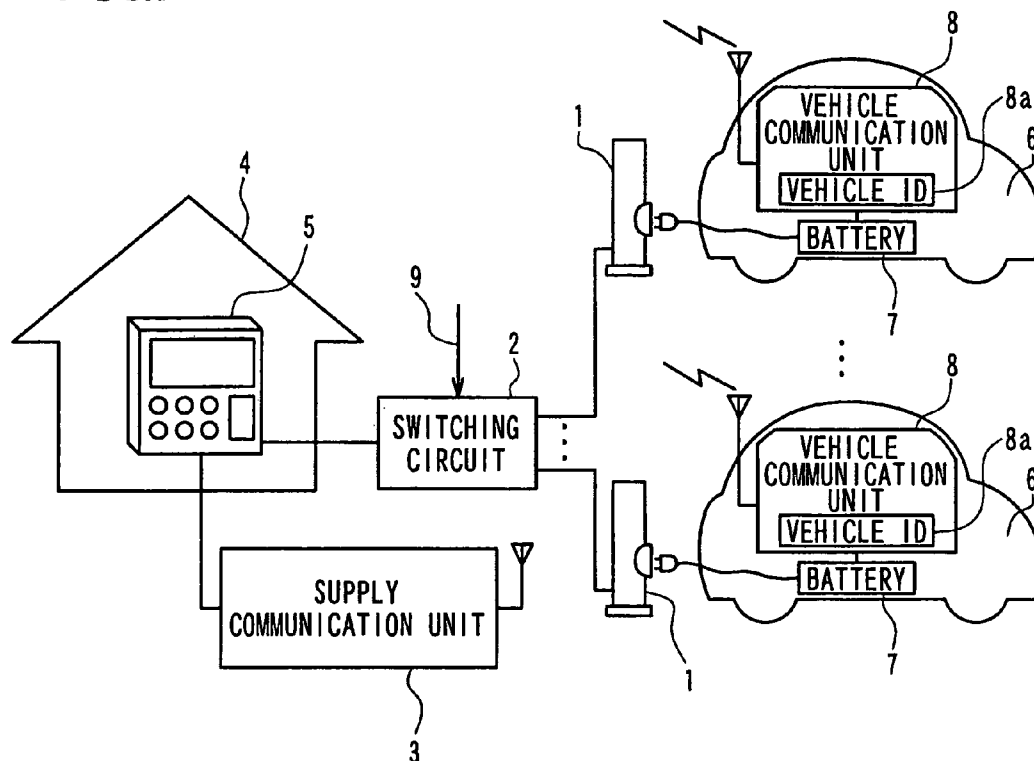 8
VEHICLE
COMMUNICATION
UNIT
8a
VEHICLE ID
6
1
BATTERY
7
4
5
9
2
SWITCHING
CIRCUIT
8
VEHICLE
COMMUNICATION
UNIT
8a
VEHICLE ID
6
BATTERY
7
1
SUPPLY
COMMUNICATION UNIT
3